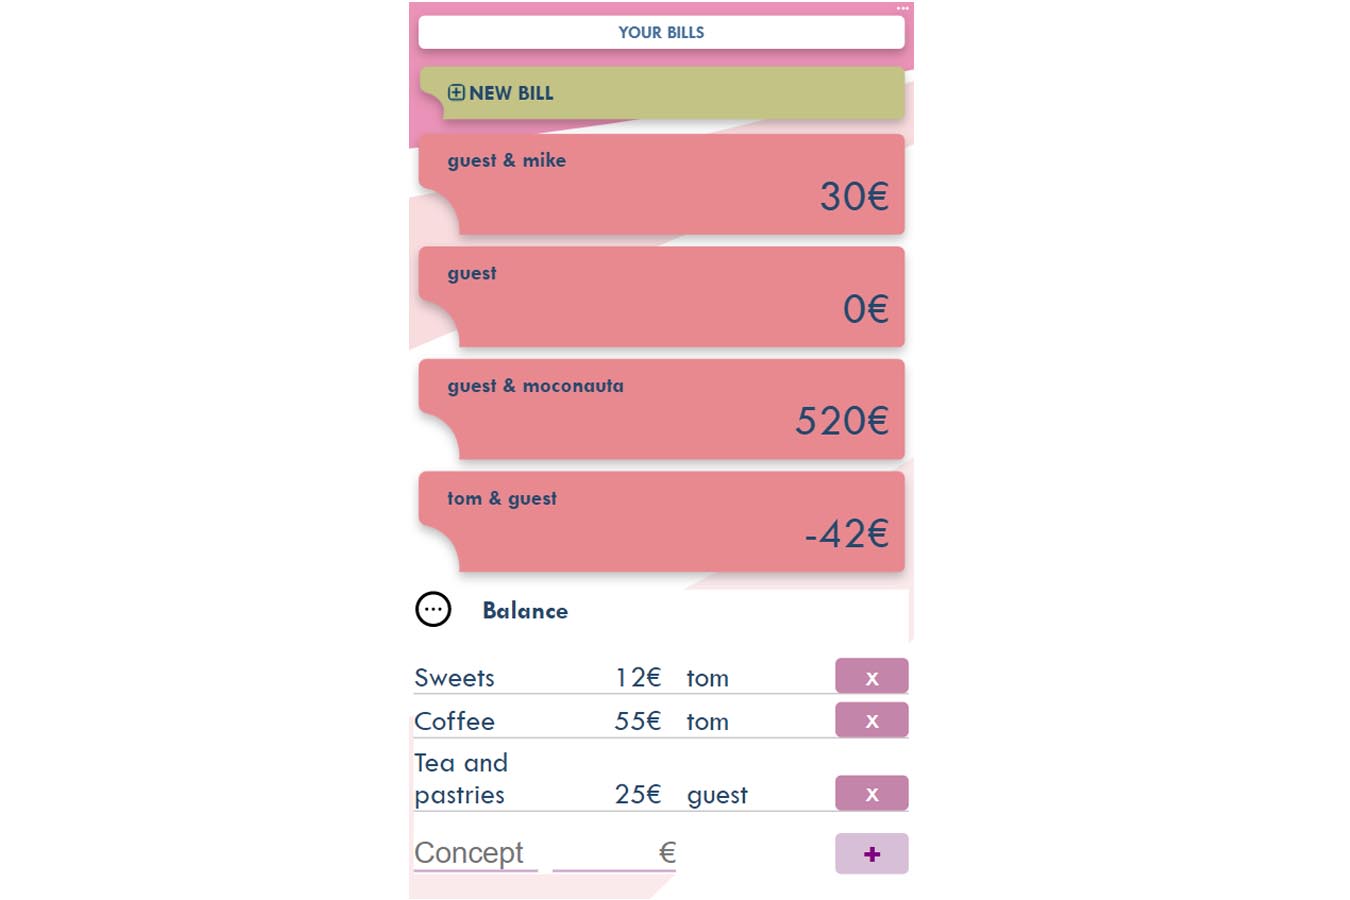 YOUR BILLS
NEW BILL
guest & mike
30€
guest
0€
guest & moconauta
520€
tom & guest
-42€
Balance
Sweets 12€ tom x
Coffee 55€ tom x
Tea and
pastries 25€ guest x
Concept € +